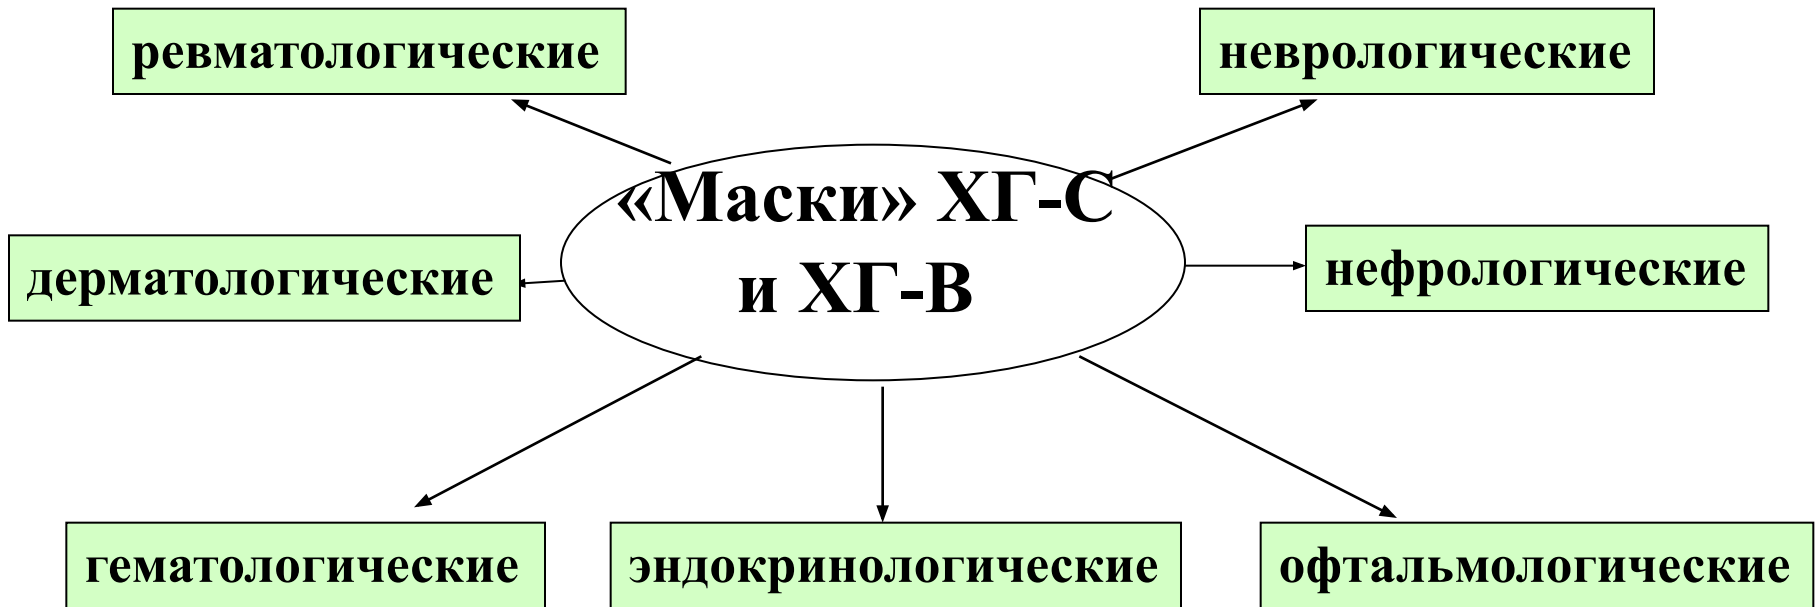 ревматологические
неврологические
«Маски» ХГ-С
и ХГ-В
дерматологические
нефрологические
гематологические
эндокринологические
офтальмологические